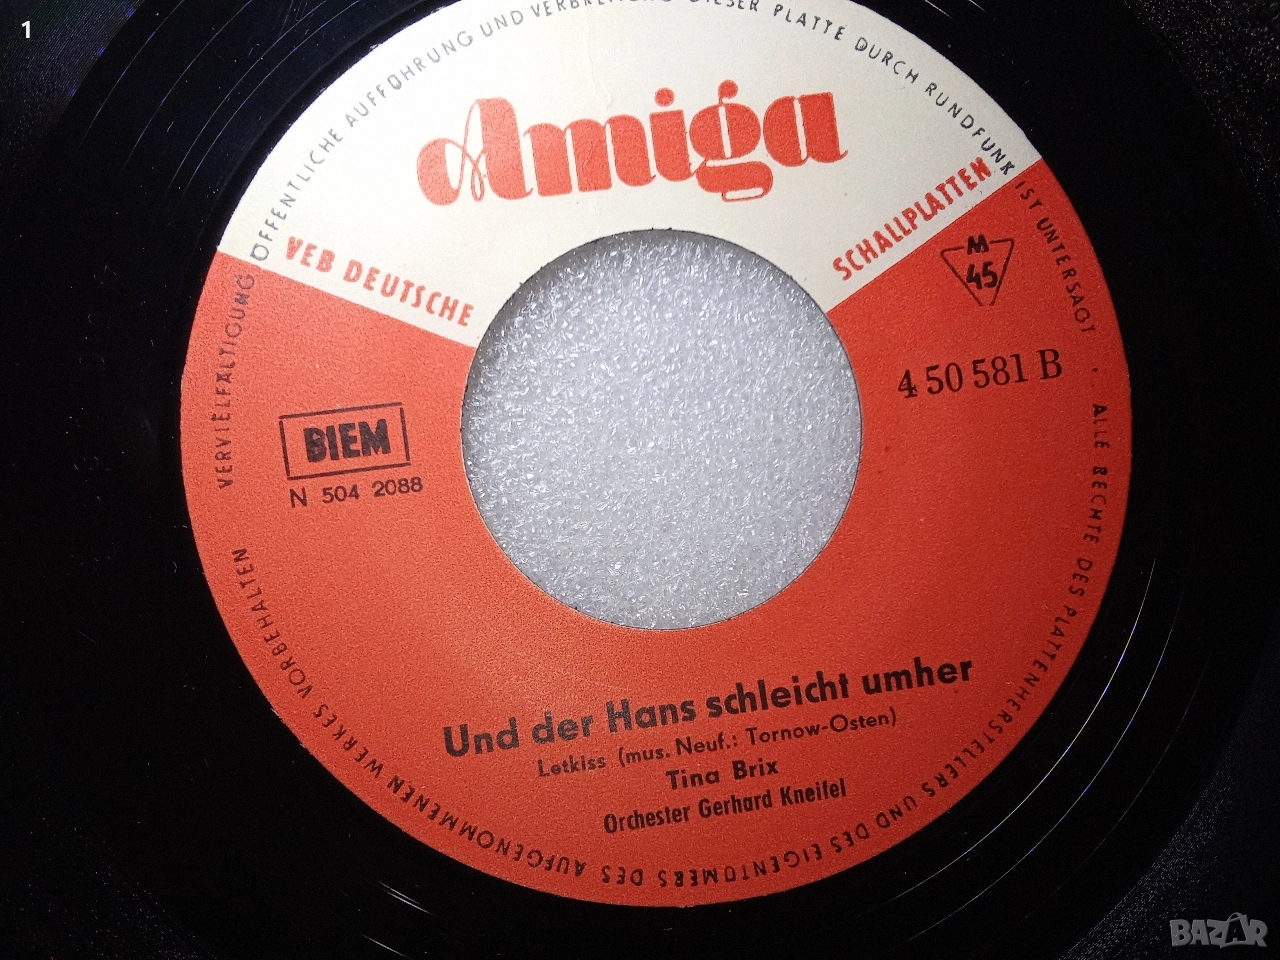 1
Amiga
VEB DEUTSCHE SCHALLPLATTEN
M
45
4 50 581 B
BIEM
N 504 2088
Und der Hans schleicht umher
Letkiss (mus. Neuf.: Tornow-Osten)
Tina Brix
Orchester Gerhard Kneifel
ALLE RECHTE DES PLATTENHERSTELLERS UND DES EIGENTÜMERS DES AUFGENOMMENEN WERKES VORBEHALTEN
VERVIELFÄLTIGUNG ÖFFENTLICHE AUFFÜHRUNG UND VERBREITUNG DIESER PLATTE DURCH RUNDFUNK IST UNTERSAGT.
BAZAR